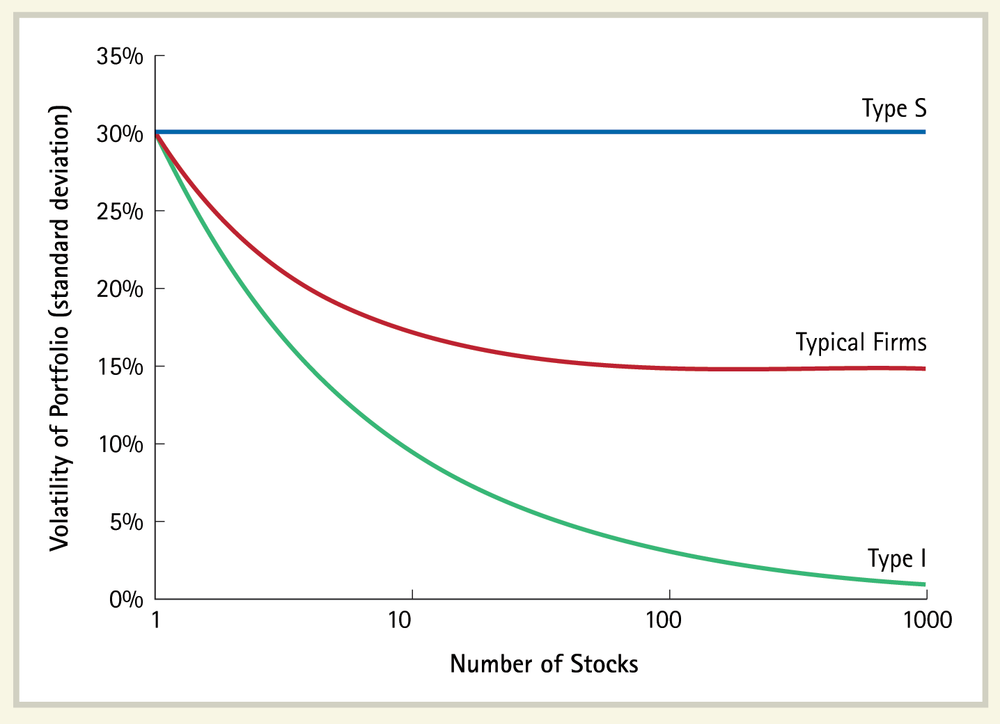 35%
Type S
30%
25%
20%
Typical Firms
15%
10%
5%
Type I
0%
1 10 100 1000
Number of Stocks
Volatility of Portfolio (standard deviation)